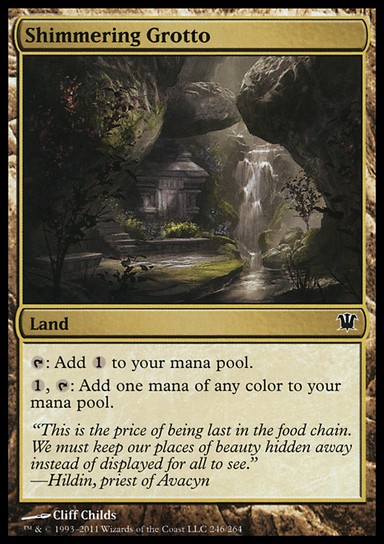 Shimmering Grotto
Land
: Add 1 to your mana pool.
1, : Add one mana of any color to your
mana pool.
“This is the price of being last in the food chain.
We must keep our places of beauty hidden away
instead of displayed for all to see.”
—Hildin, priest of Avacyn
Cliff Childs
™ & © 1993–2011 Wizards of the Coast LLC 246/264